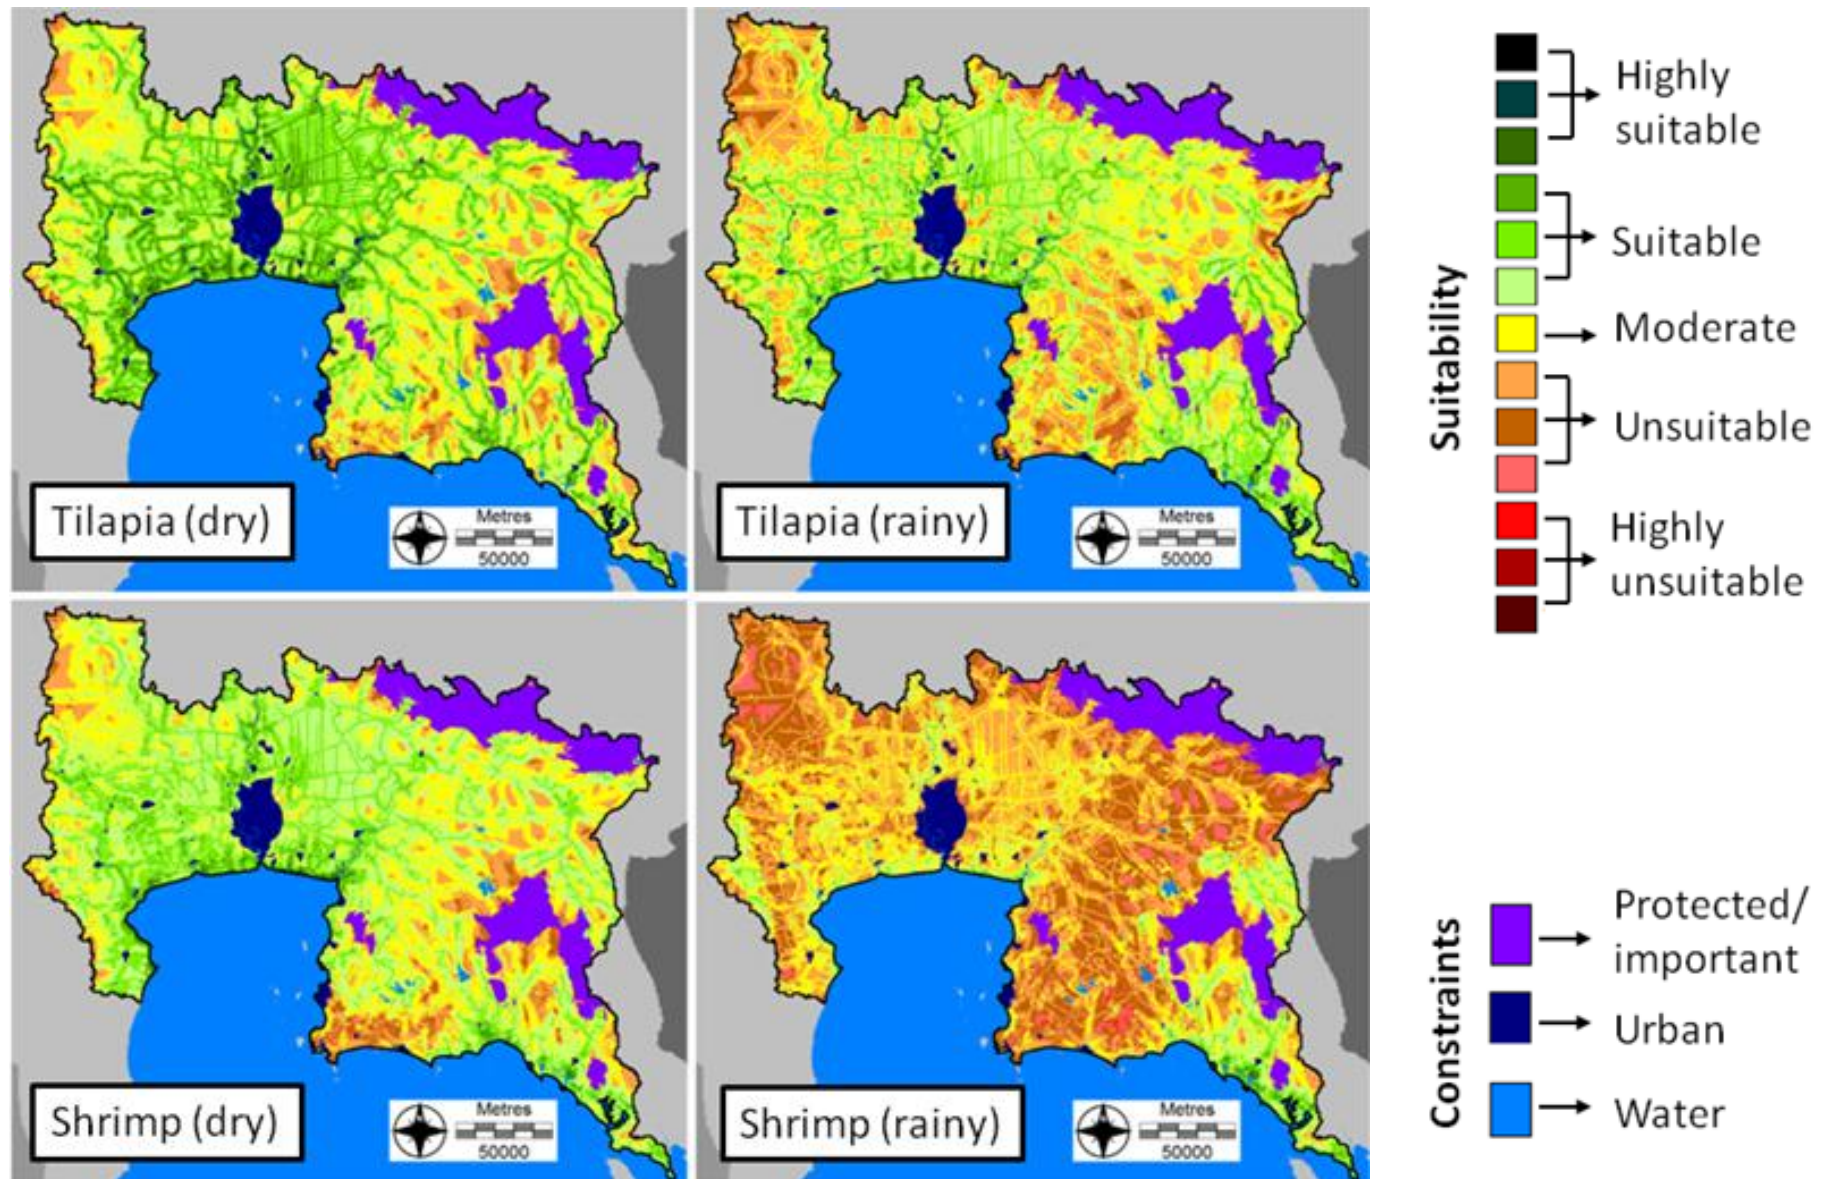 Tilapia (dry)
Metres
50000
Tilapia (rainy)
Metres
50000
Shrimp (dry)
Metres
50000
Shrimp (rainy)
Metres
50000
Suitability
Highly
suitable
Suitable
Moderate
Unsuitable
Highly
unsuitable
Constraints
Protected/
important
Urban
Water